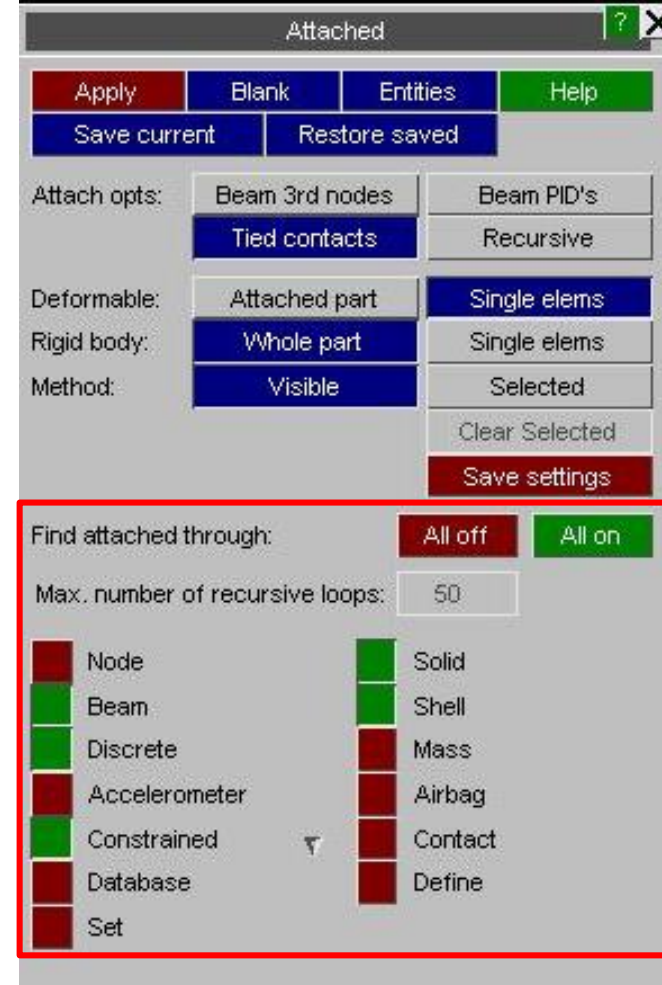 Attached ? X
Apply Blank Entities Help
Save current Restore saved
Attach opts: Beam 3rd nodes Beam PID's
Tied contacts Recursive
Deformable: Attached part Single elems
Rigid body: Whole part Single elems
Method: Visible Selected
Clear Selected
Save settings
Find attached through: All off All on
Max. number of recursive loops: 50
Node Solid
Beam Shell
Discrete Mass
Accelerometer Airbag
Constrained Contact
Database Define
Set